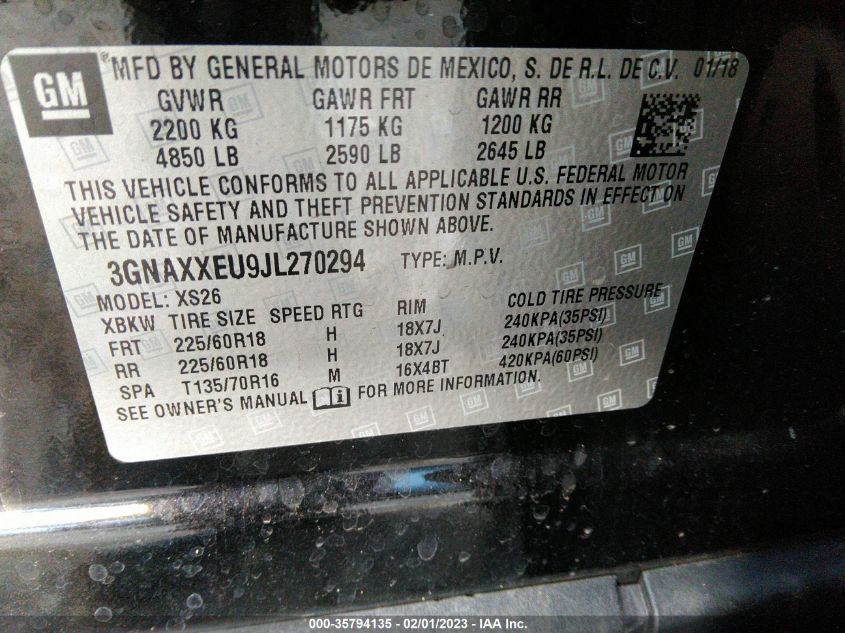 GM ® MFD BY GENERAL MOTORS DE MEXICO, S. DE R.L. DE C.V. 01/18
GVWR GAWR FRT GAWR RR
2200 KG 1175 KG 1200 KG
4850 LB 2590 LB 2645 LB
THIS VEHICLE CONFORMS TO ALL APPLICABLE U.S. FEDERAL MOTOR
VEHICLE SAFETY AND THEFT PREVENTION STANDARDS IN EFFECT ON
THE DATE OF MANUFACTURE SHOWN ABOVE.
3GNAXXEU9JL270294 TYPE: M.P.V.
MODEL: XS26
XBKW TIRE SIZE SPEED RTG RIM COLD TIRE PRESSURE
FRT 225/60R18 H 18X7J 240KPA(35PSI)
RR 225/60R18 H 18X7J 240KPA(35PSI)
SPA T135/70R16 M 16X4BT 420KPA(60PSI)
SEE OWNER'S MANUAL i FOR MORE INFORMATION.
000-35794135 - 02/01/2023 - IAA Inc.